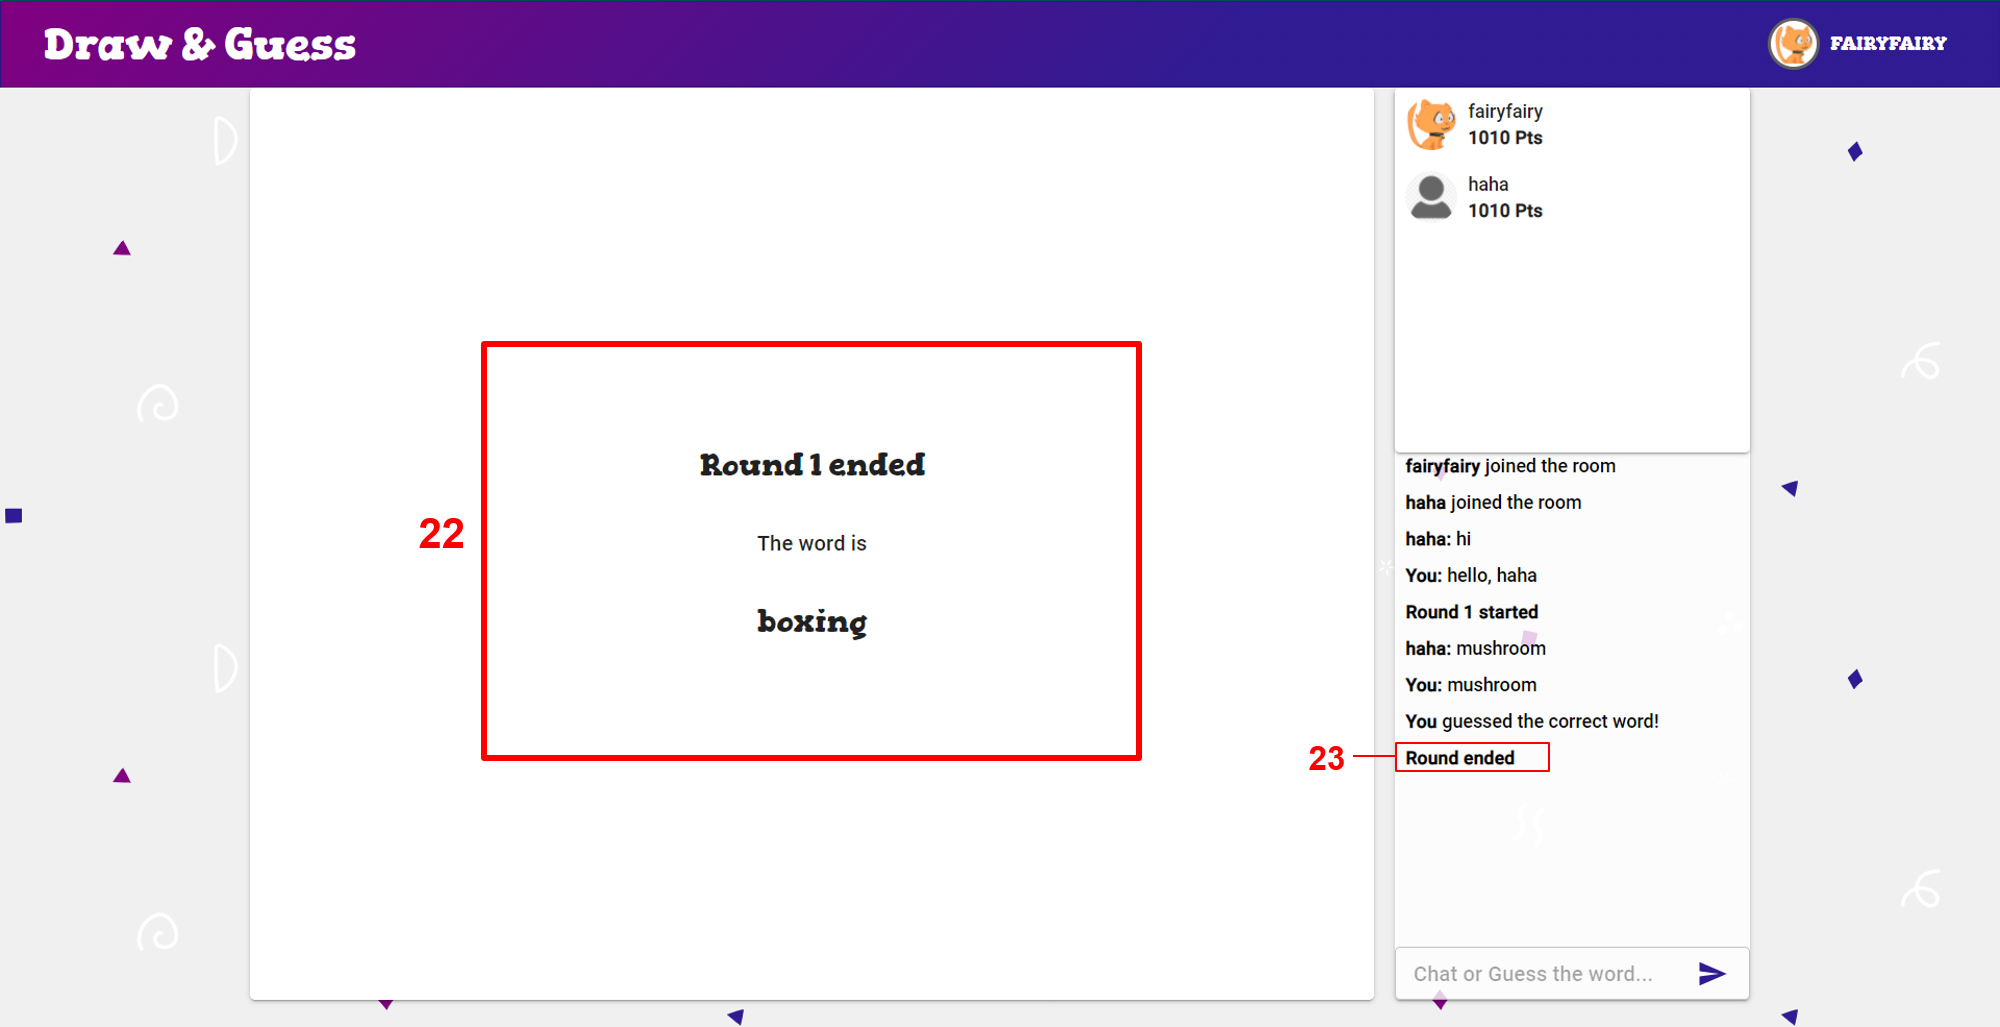 Draw & Guess
FAIRYFAIRY
fairyfairy
1010 Pts
haha
1010 Pts
22
Round 1 ended
The word is
boxing
fairyfairy joined the room
haha joined the room
haha: hi
You: hello, haha
Round 1 started
haha: mushroom
You: mushroom
You guessed the correct word!
23
Round ended
Chat or Guess the word...